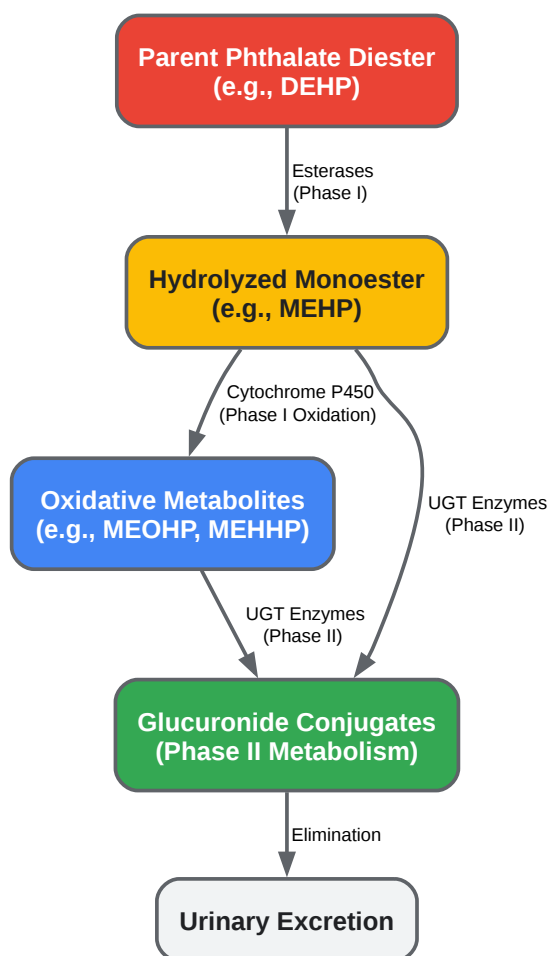 Parent Phthalate Diester
(e.g., DEHP)
Esterases
(Phase I)
Hydrolyzed Monoester
(e.g., MEHP)
Cytochrome P450
(Phase I Oxidation)
Oxidative Metabolites
(e.g., MEOHP, MEHHP)
UGT Enzymes
(Phase II)
UGT Enzymes
(Phase II)
Glucuronide Conjugates
(Phase II Metabolism)
Elimination
Urinary Excretion